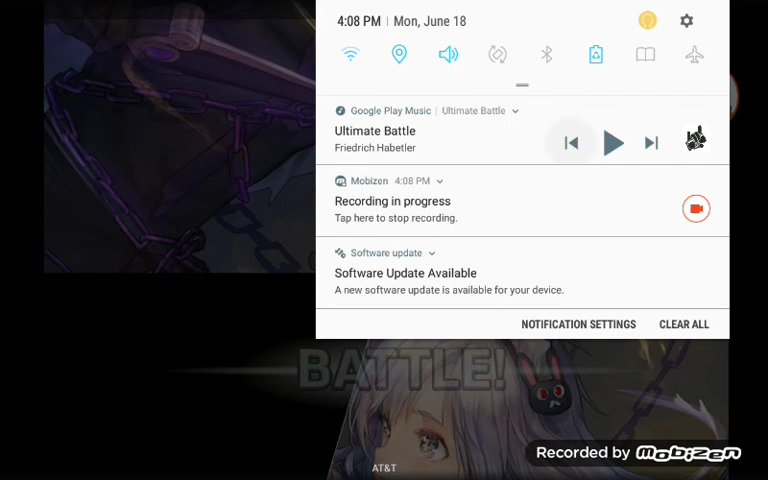 4:08 PM | Mon, June 18
Google Play Music | Ultimate Battle
Ultimate Battle
Friedrich Habetler
Mobizen 4:08 PM
Recording in progress
Tap here to stop recording.
Software update
Software Update Available
A new software update is available for your device.
NOTIFICATION SETTINGS CLEAR ALL
BATTLE!
Recorded by Mobizen
AT&T